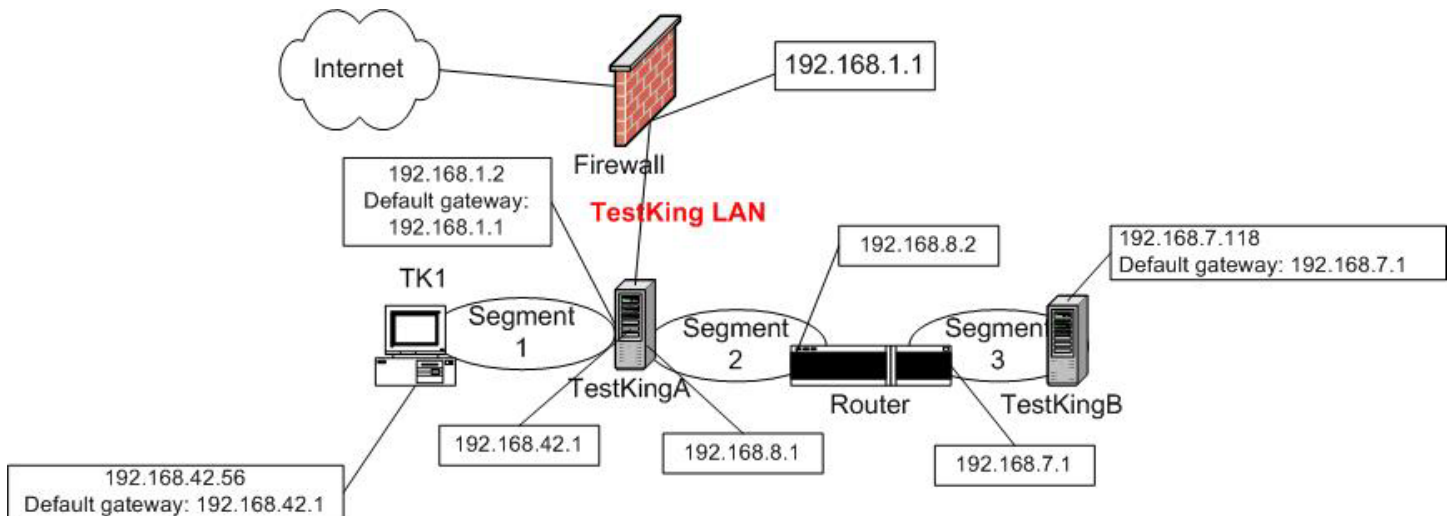 Internet
192.168.1.1
Firewall
192.168.1.2
Default gateway:
192.168.1.1
TestKing LAN
192.168.8.2
192.168.7.118
Default gateway: 192.168.7.1
TK1
Segment
1
Segment
2
Segment
3
TestKingA
Router
TestKingB
192.168.42.1
192.168.8.1
192.168.7.1
192.168.42.56
Default gateway: 192.168.42.1